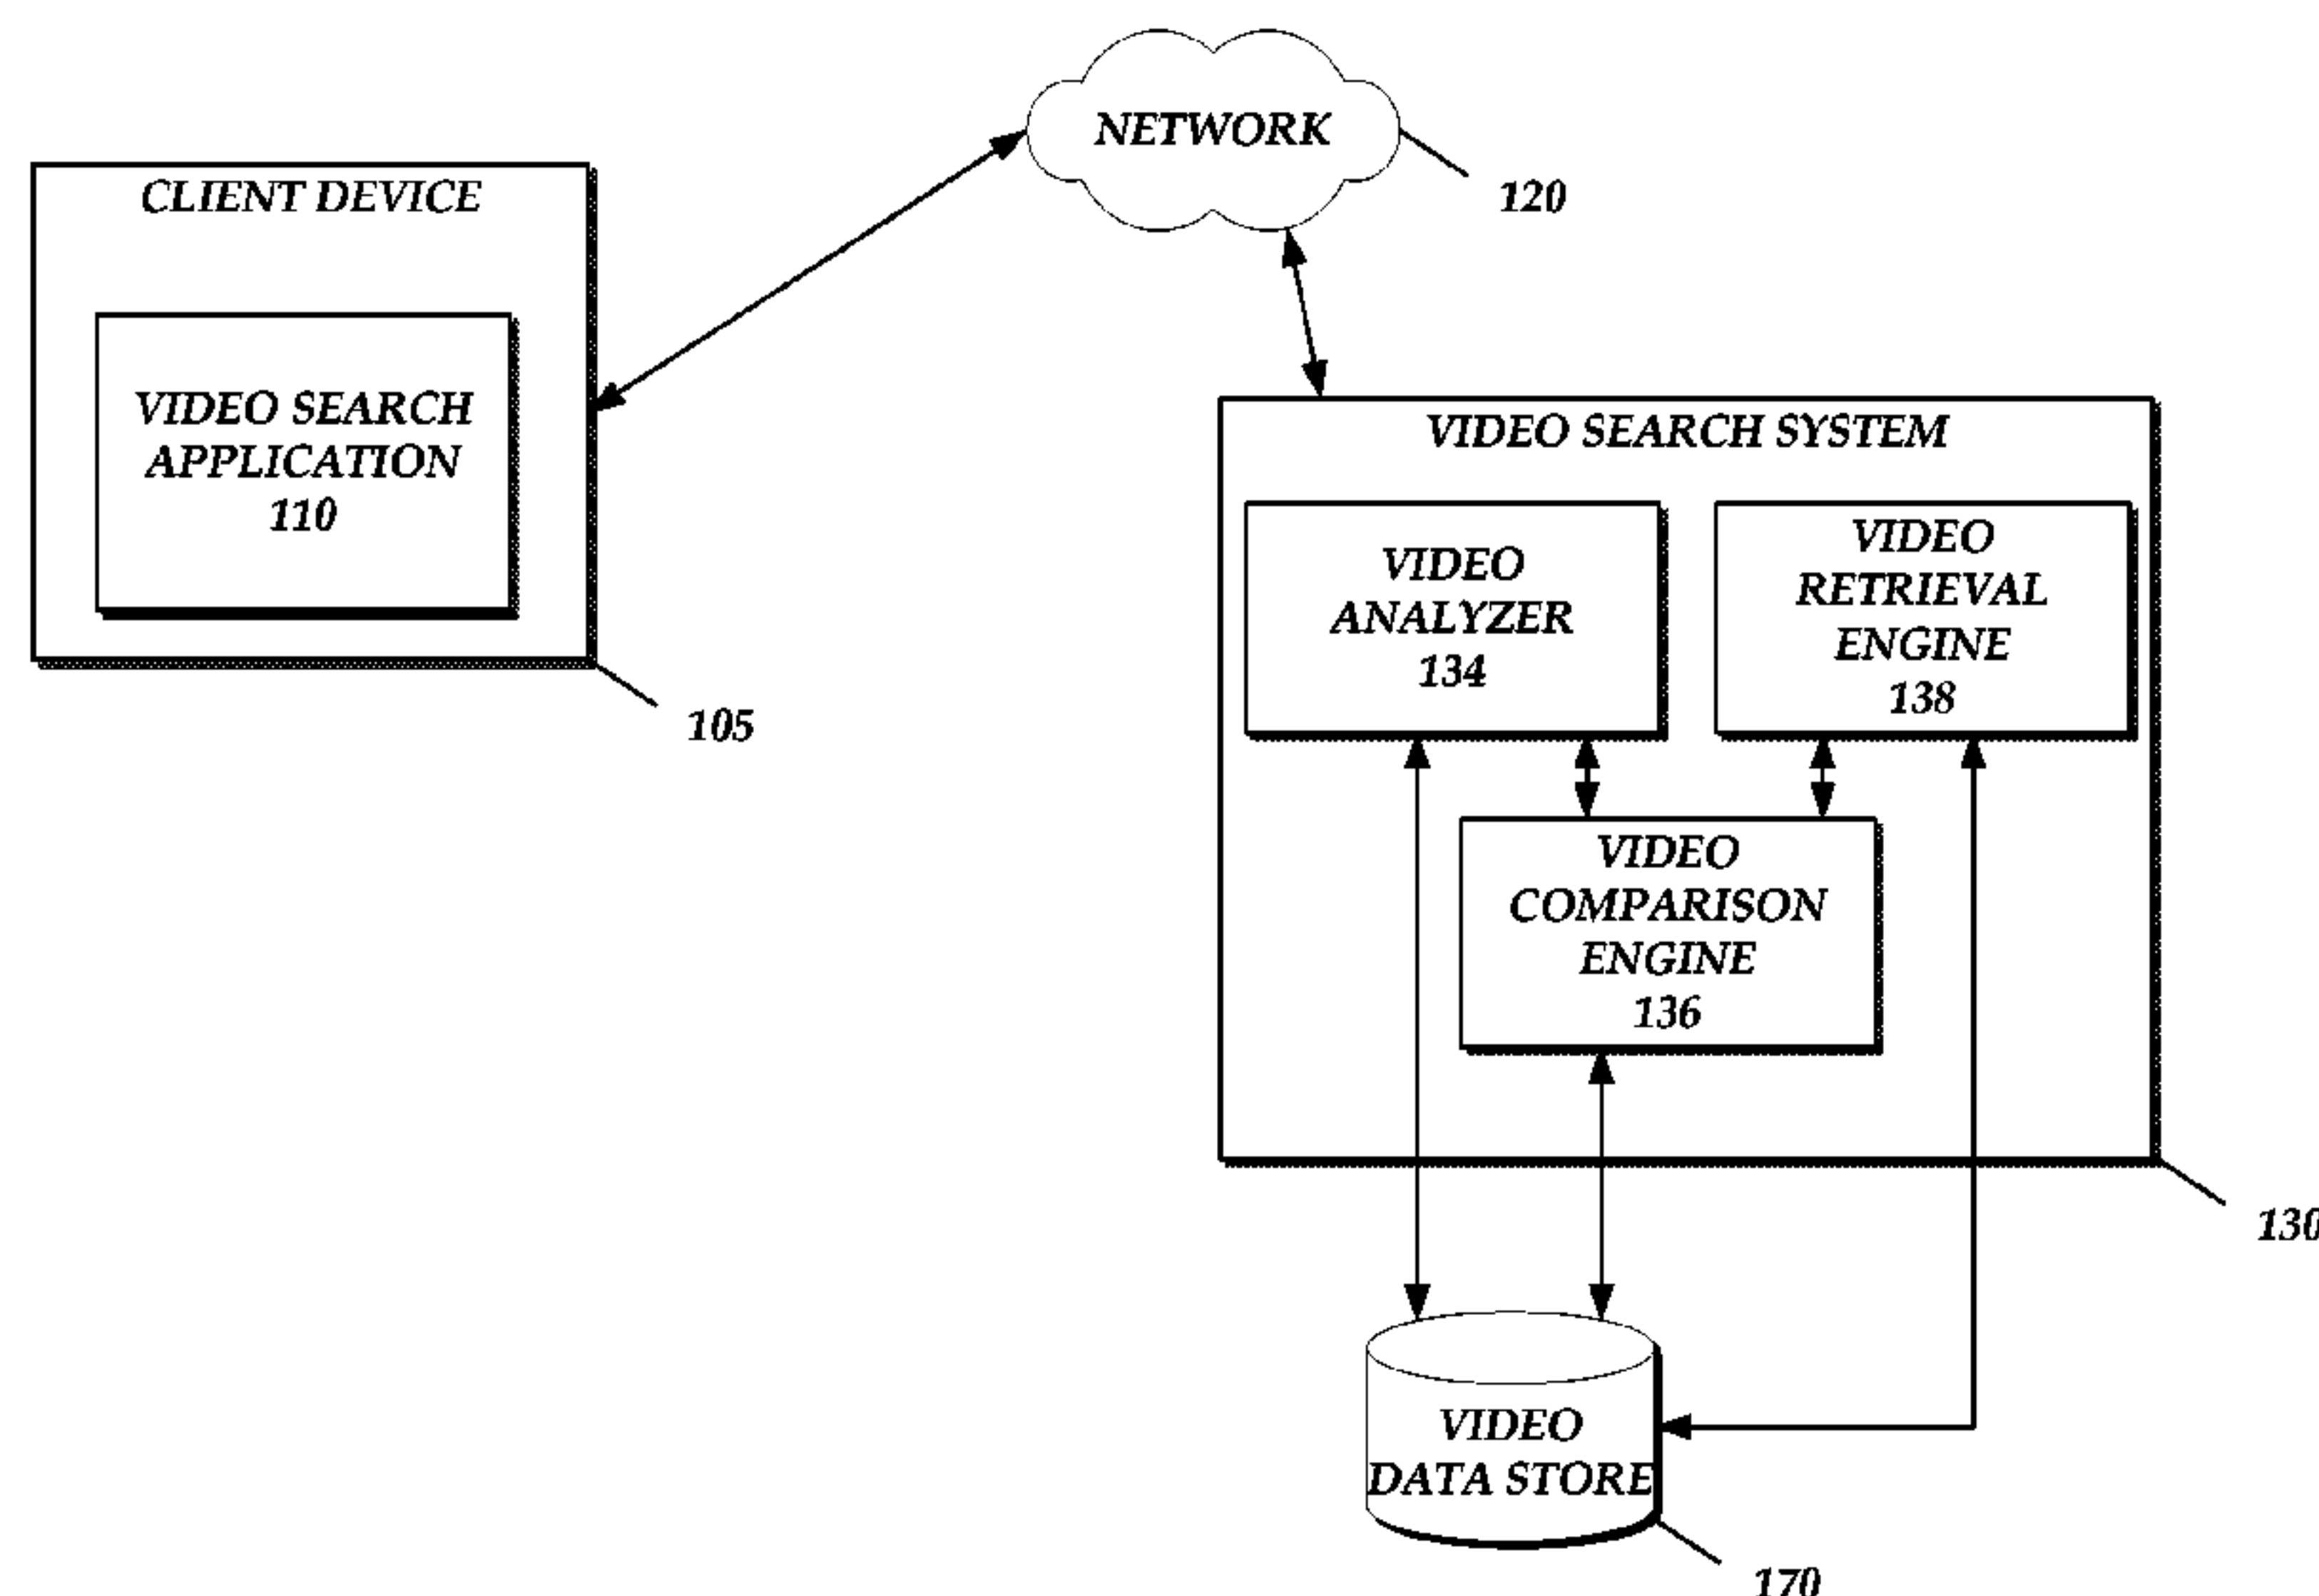 NETWORK
120
CLIENT DEVICE
VIDEO SEARCH
APPLICATION
110
105
VIDEO SEARCH SYSTEM
VIDEO
ANALYZER
134
VIDEO
RETRIEVAL
ENGINE
138
VIDEO
COMPARISON
ENGINE
136
130
VIDEO
DATA STORE
170